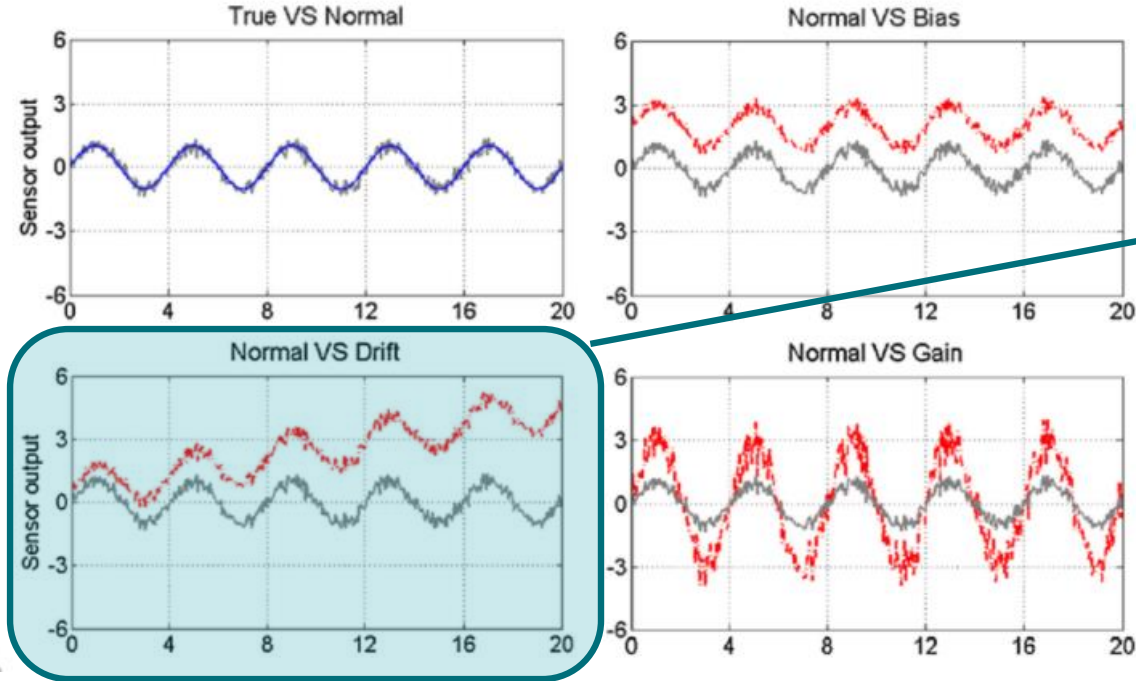 True VS Normal
6
3
0
-3
-6
Sensor output
0 4 8 12 16 20
Normal VS Bias
6
3
0
-3
-6
0 4 8 12 16 20
Normal VS Drift
6
3
0
-3
-6
Sensor output
0 4 8 12 16 20
Normal VS Gain
6
3
0
-3
-6
0 4 8 12 16 20